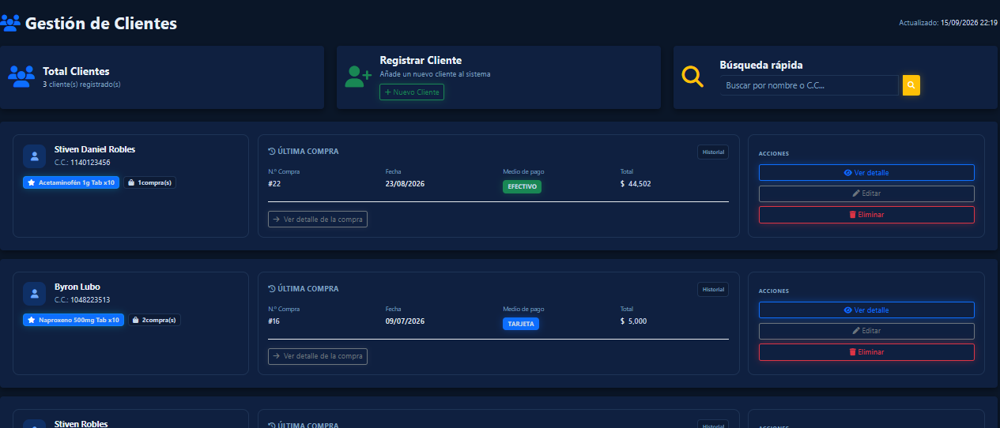 Gestión de Clientes
Actualizado: 15/09/2026 22:19
Total Clientes
3 cliente(s) registrado(s)
Registrar Cliente
Añade un nuevo cliente al sistema
+ Nuevo Cliente
Búsqueda rápida
Buscar por nombre o C.C...
Stiven Daniel Robles
C.C.: 1140123456
Acetaminofén 1g Tab x10
1compra(s)
ÚLTIMA COMPRA
Historial
N.º Compra
#22
Fecha
23/08/2026
Medio de pago
EFECTIVO
Total
$ 44,502
Ver detalle de la compra
ACCIONES
Ver detalle
Editar
Eliminar
Byron Lubo
C.C.: 1048223513
Naproxeno 500mg Tab x10
2compra(s)
ÚLTIMA COMPRA
Historial
N.º Compra
#16
Fecha
09/07/2026
Medio de pago
TARJETA
Total
$ 5,000
Ver detalle de la compra
ACCIONES
Ver detalle
Editar
Eliminar
Stiven Robles
ÚLTIMA COMPRA
Historial
ACCIONES